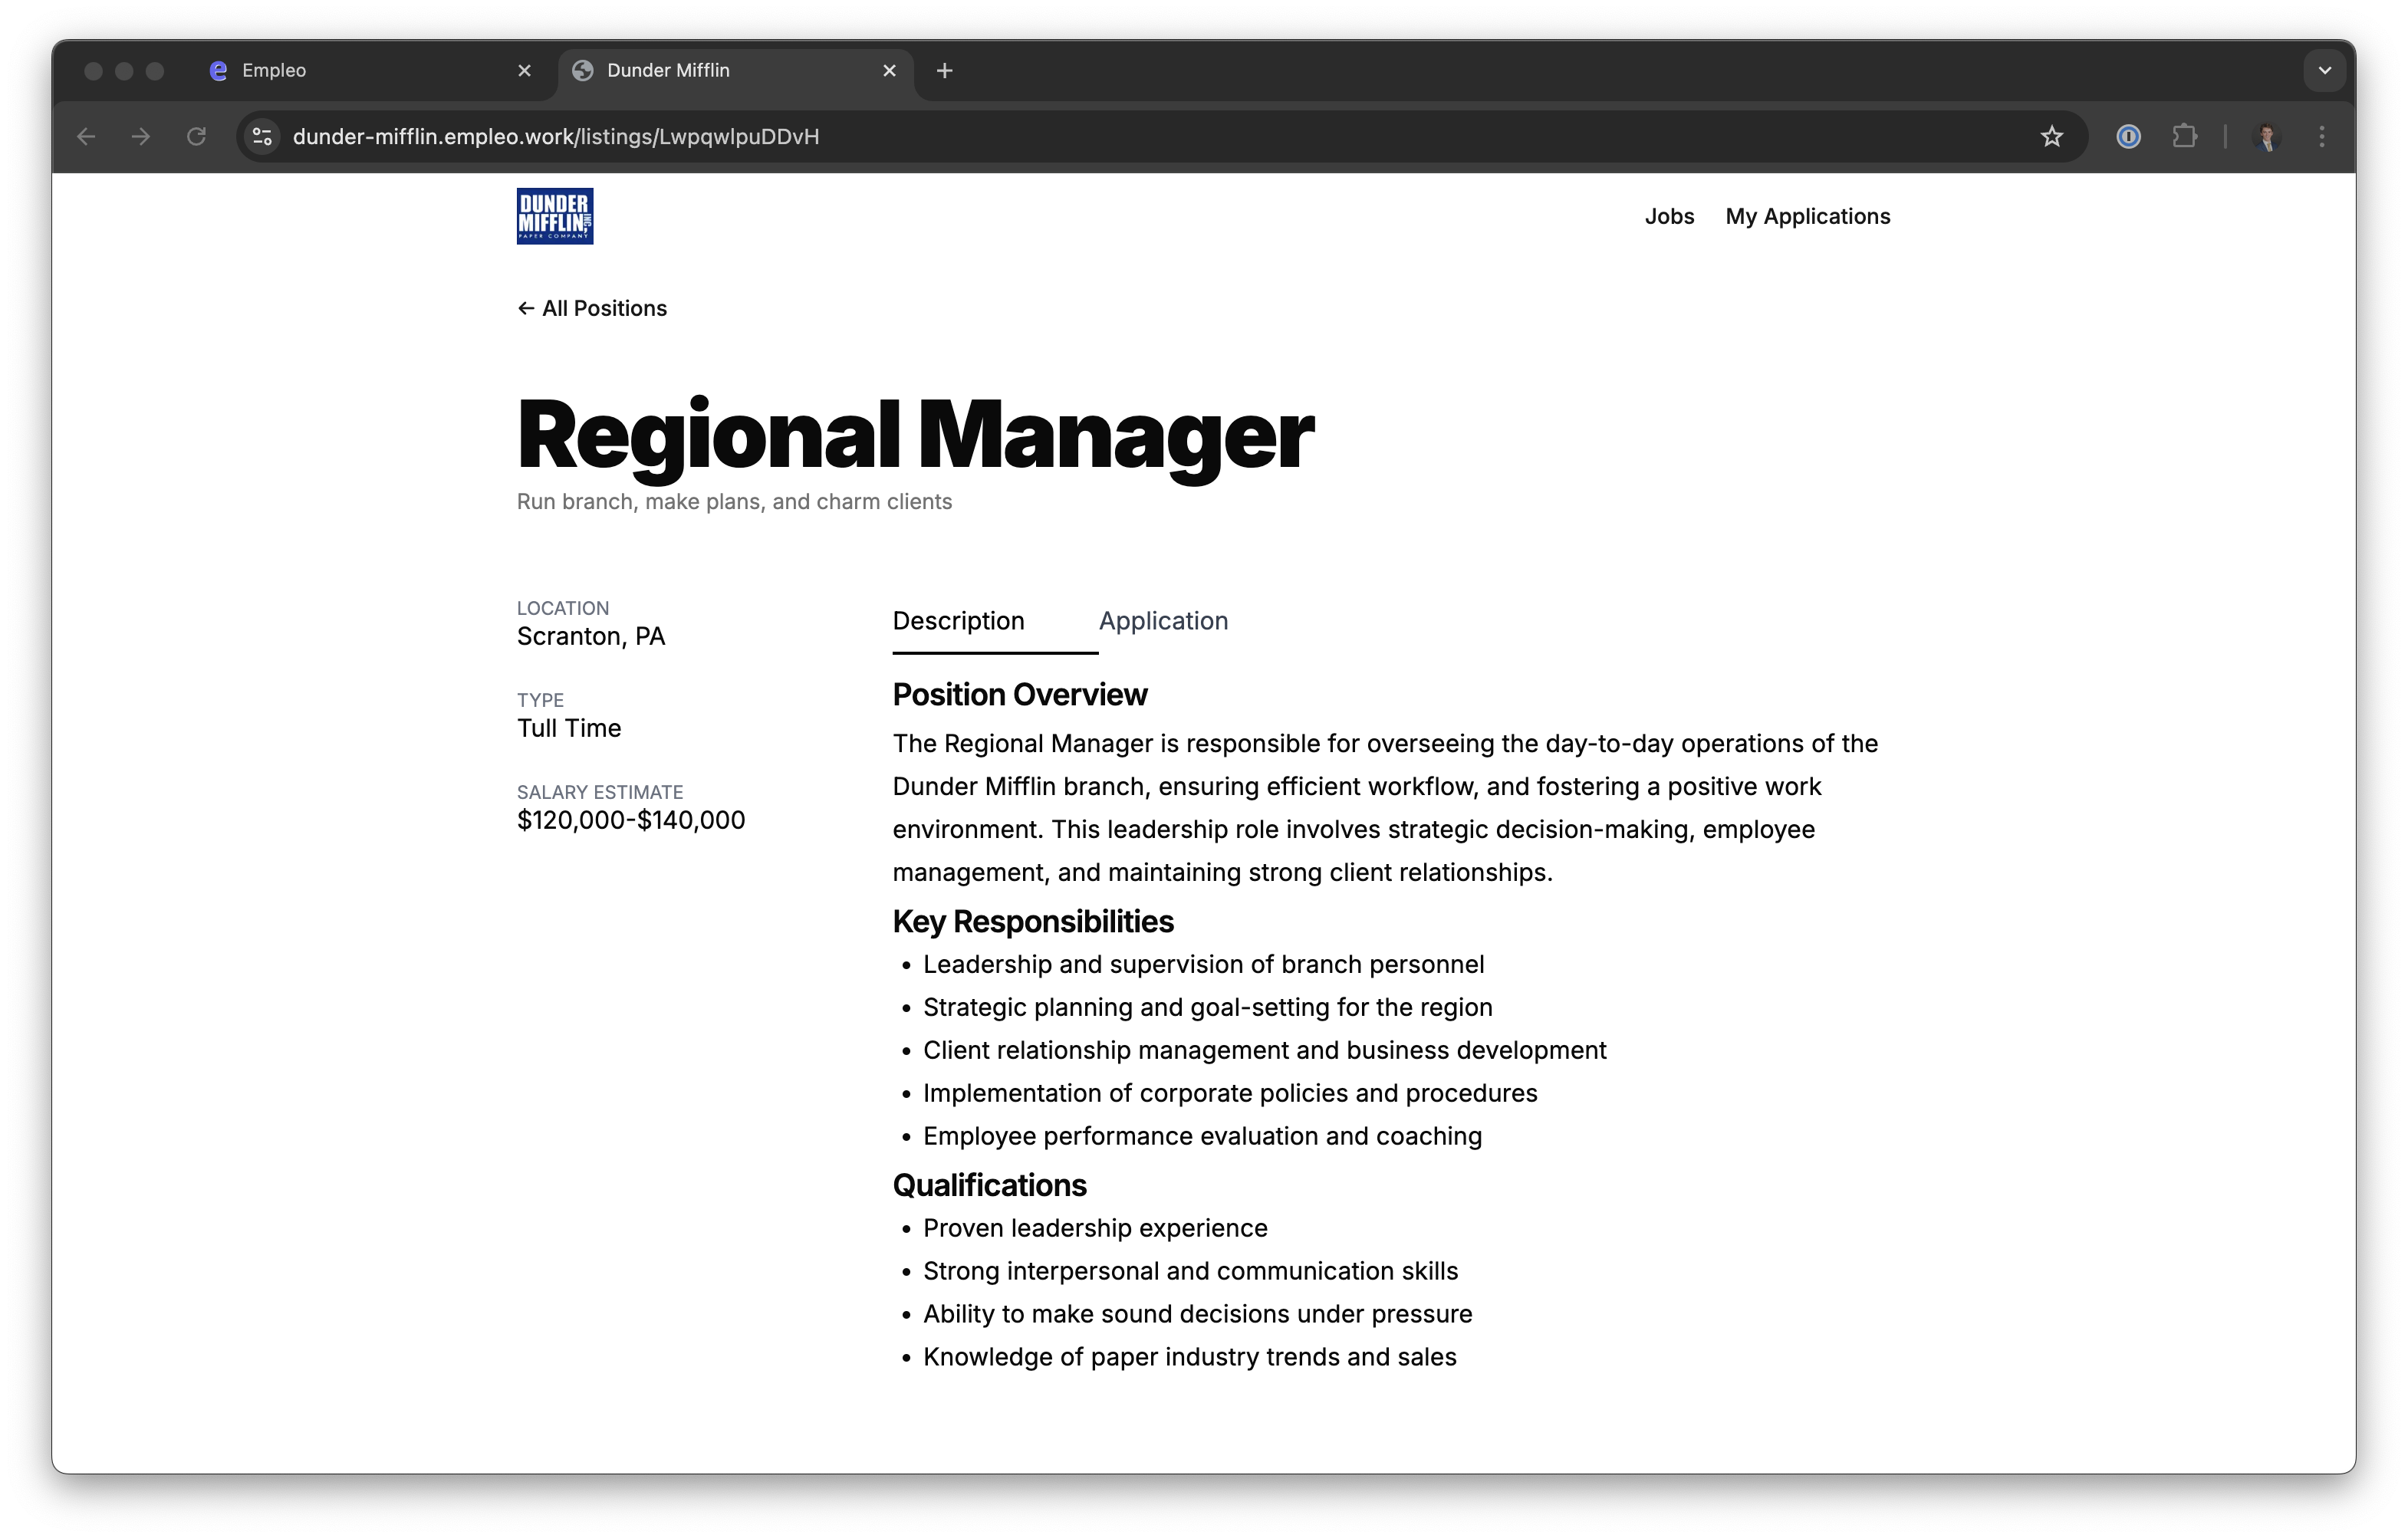 Empleo
Dunder Mifflin
dunder-mifflin.empleo.work/listings/LwpqwlpuDDvH
DUNDER
MIFFLIN INC,
PAPER COMPANY
Jobs My Applications
← All Positions
Regional Manager
Run branch, make plans, and charm clients
LOCATION
Scranton, PA
TYPE
Tull Time
SALARY ESTIMATE
$120,000-$140,000
Description Application
Position Overview
The Regional Manager is responsible for overseeing the day-to-day operations of the
Dunder Mifflin branch, ensuring efficient workflow, and fostering a positive work
environment. This leadership role involves strategic decision-making, employee
management, and maintaining strong client relationships.
Key Responsibilities
• Leadership and supervision of branch personnel
• Strategic planning and goal-setting for the region
• Client relationship management and business development
• Implementation of corporate policies and procedures
• Employee performance evaluation and coaching
Qualifications
• Proven leadership experience
• Strong interpersonal and communication skills
• Ability to make sound decisions under pressure
• Knowledge of paper industry trends and sales